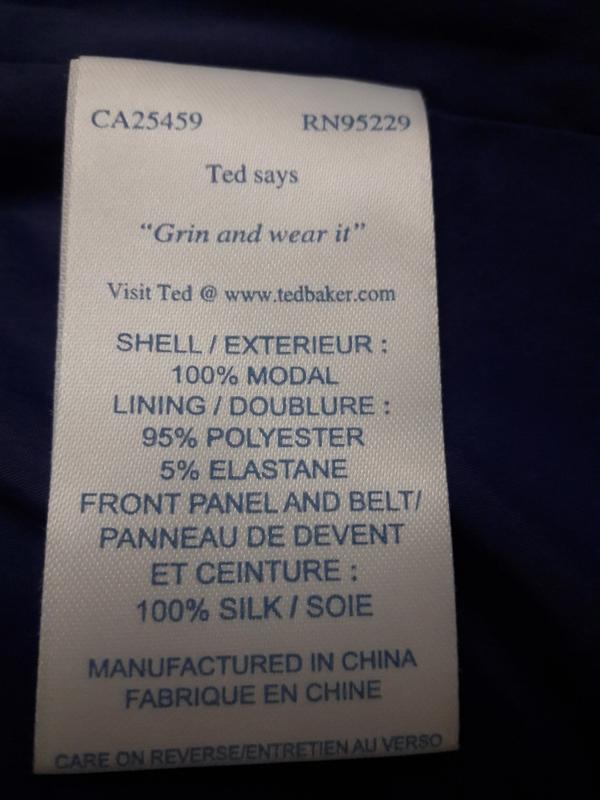 CA25459 RN95229
Ted says
“Grin and wear it”
Visit Ted @ www.tedbaker.com
SHELL / EXTERIEUR :
100% MODAL
LINING / DOUBLURE :
95% POLYESTER
5% ELASTANE
FRONT PANEL AND BELT/
PANNEAU DE DEVENT
ET CEINTURE :
100% SILK / SOIE
MANUFACTURED IN CHINA
FABRIQUE EN CHINE
CARE ON REVERSE/ENTRETIEN AU VERSO